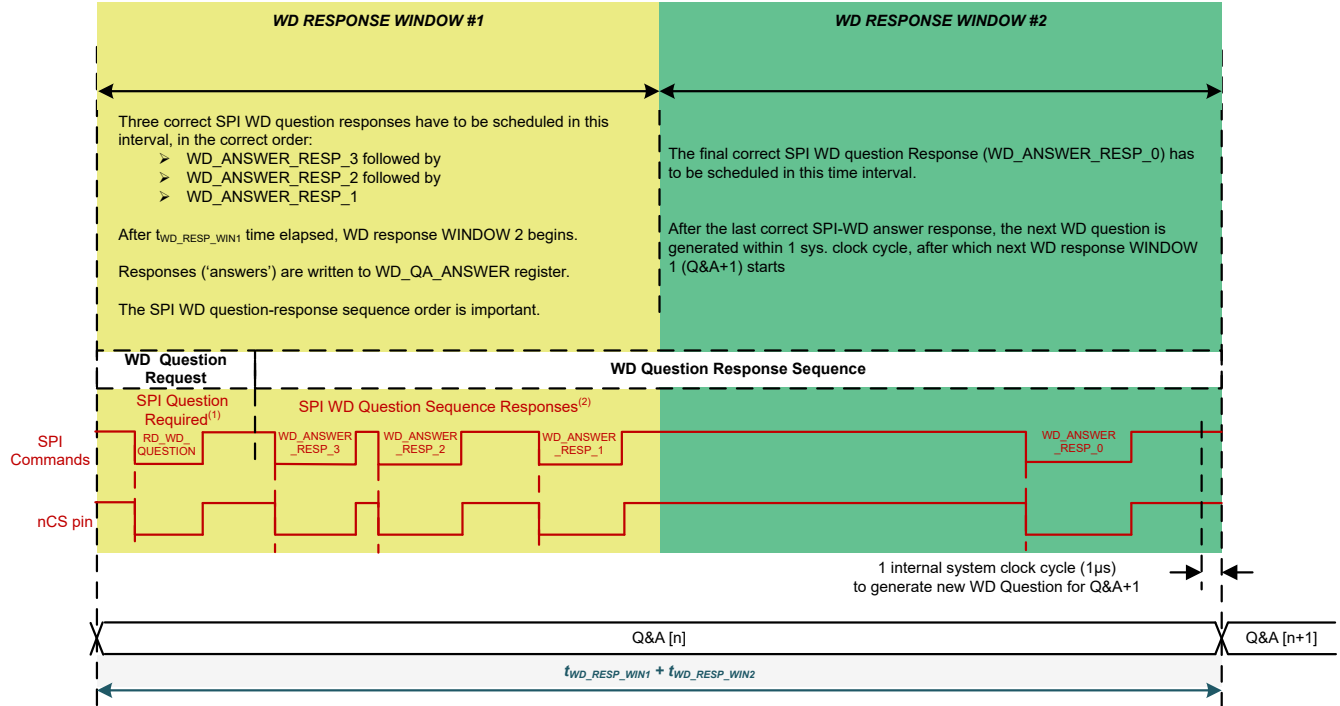 WD RESPONSE WINDOW #1
WD RESPONSE WINDOW #2
Three correct SPI WD question responses have to be scheduled in this
interval, in the correct order:
➢ WD_ANSWER_RESP_3 followed by
➢ WD_ANSWER_RESP_2 followed by
➢ WD_ANSWER_RESP_1
After tWD_RESP_WIN1 time elapsed, WD response WINDOW 2 begins.
Responses (‘answers’) are written to WD_QA_ANSWER register.
The SPI WD question-response sequence order is important.
The final correct SPI WD question Response (WD_ANSWER_RESP_0) has
to be scheduled in this time interval.
After the last correct SPI-WD answer response, the next WD question is
generated within 1 sys. clock cycle, after which next WD response WINDOW
1 (Q&A+1) starts
WD Question
Request
WD Question Response Sequence
SPI Question
Required(1)
SPI WD Question Sequence Responses(2)
SPI
Commands
RD_WD_
QUESTION
WD_ANSWER
_RESP_3
WD_ANSWER
_RESP_2
WD_ANSWER
_RESP_1
WD_ANSWER
_RESP_0
nCS pin
1 internal system clock cycle (1µs)
to generate new WD Question for Q&A+1
Q&A [n]
Q&A [n+1]
tWD_RESP_WIN1 + tWD_RESP_WIN2